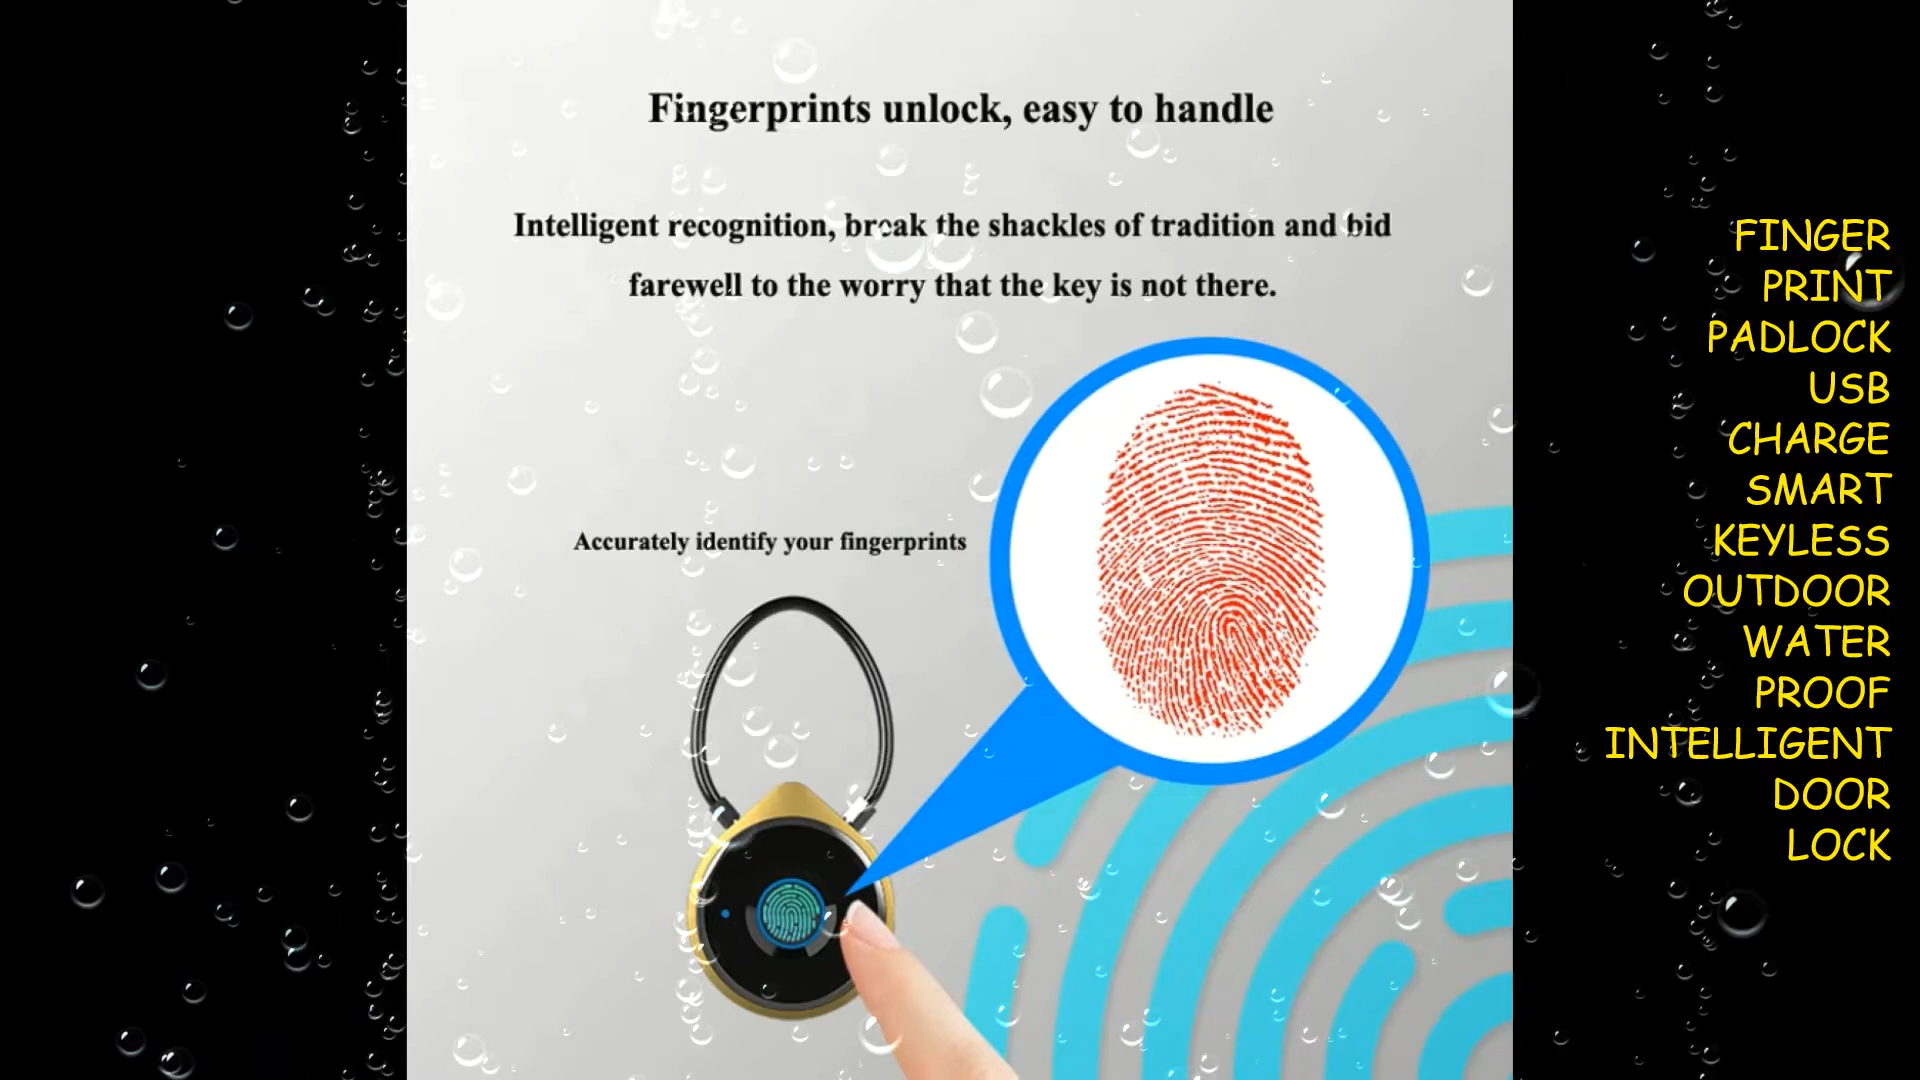 Fingerprints unlock, easy to handle
Intelligent recognition, break the shackles of tradition and bid
farewell to the worry that the key is not there.
Accurately identify your fingerprints
FINGER
PRINT
PADLOCK
USB
CHARGE
SMART
KEYLESS
OUTDOOR
WATER
PROOF
INTELLIGENT
DOOR
LOCK